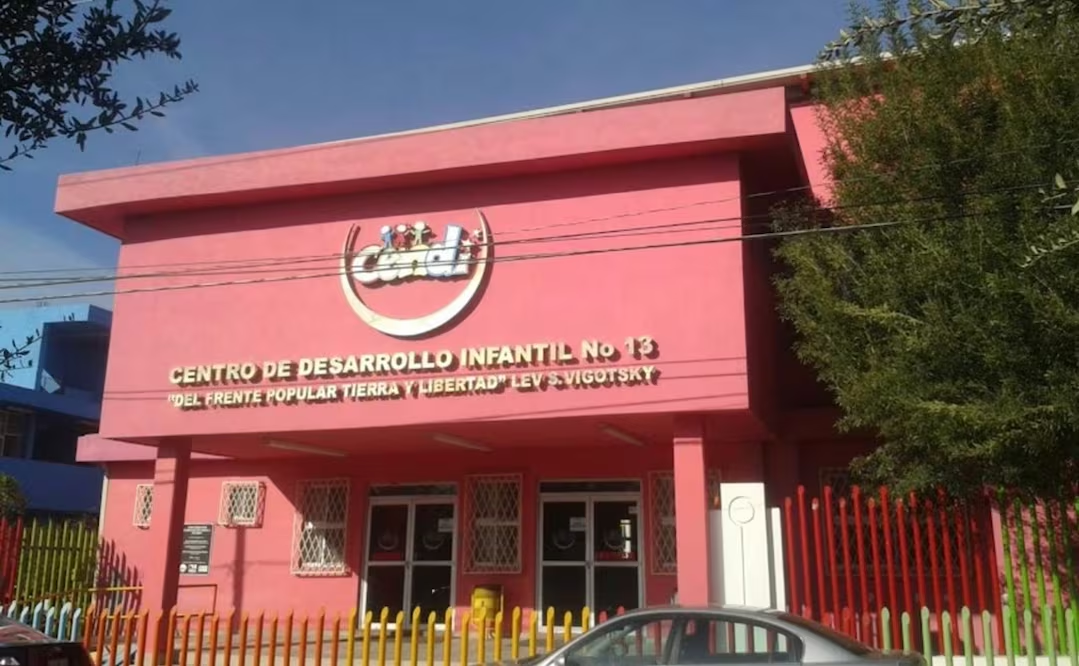 cendi
CENTRO DE DESARROLLO INFANTIL No 13
"DEL FRENTE POPULAR TIERRA Y LIBERTAD" LEV S. VIGOTSKY